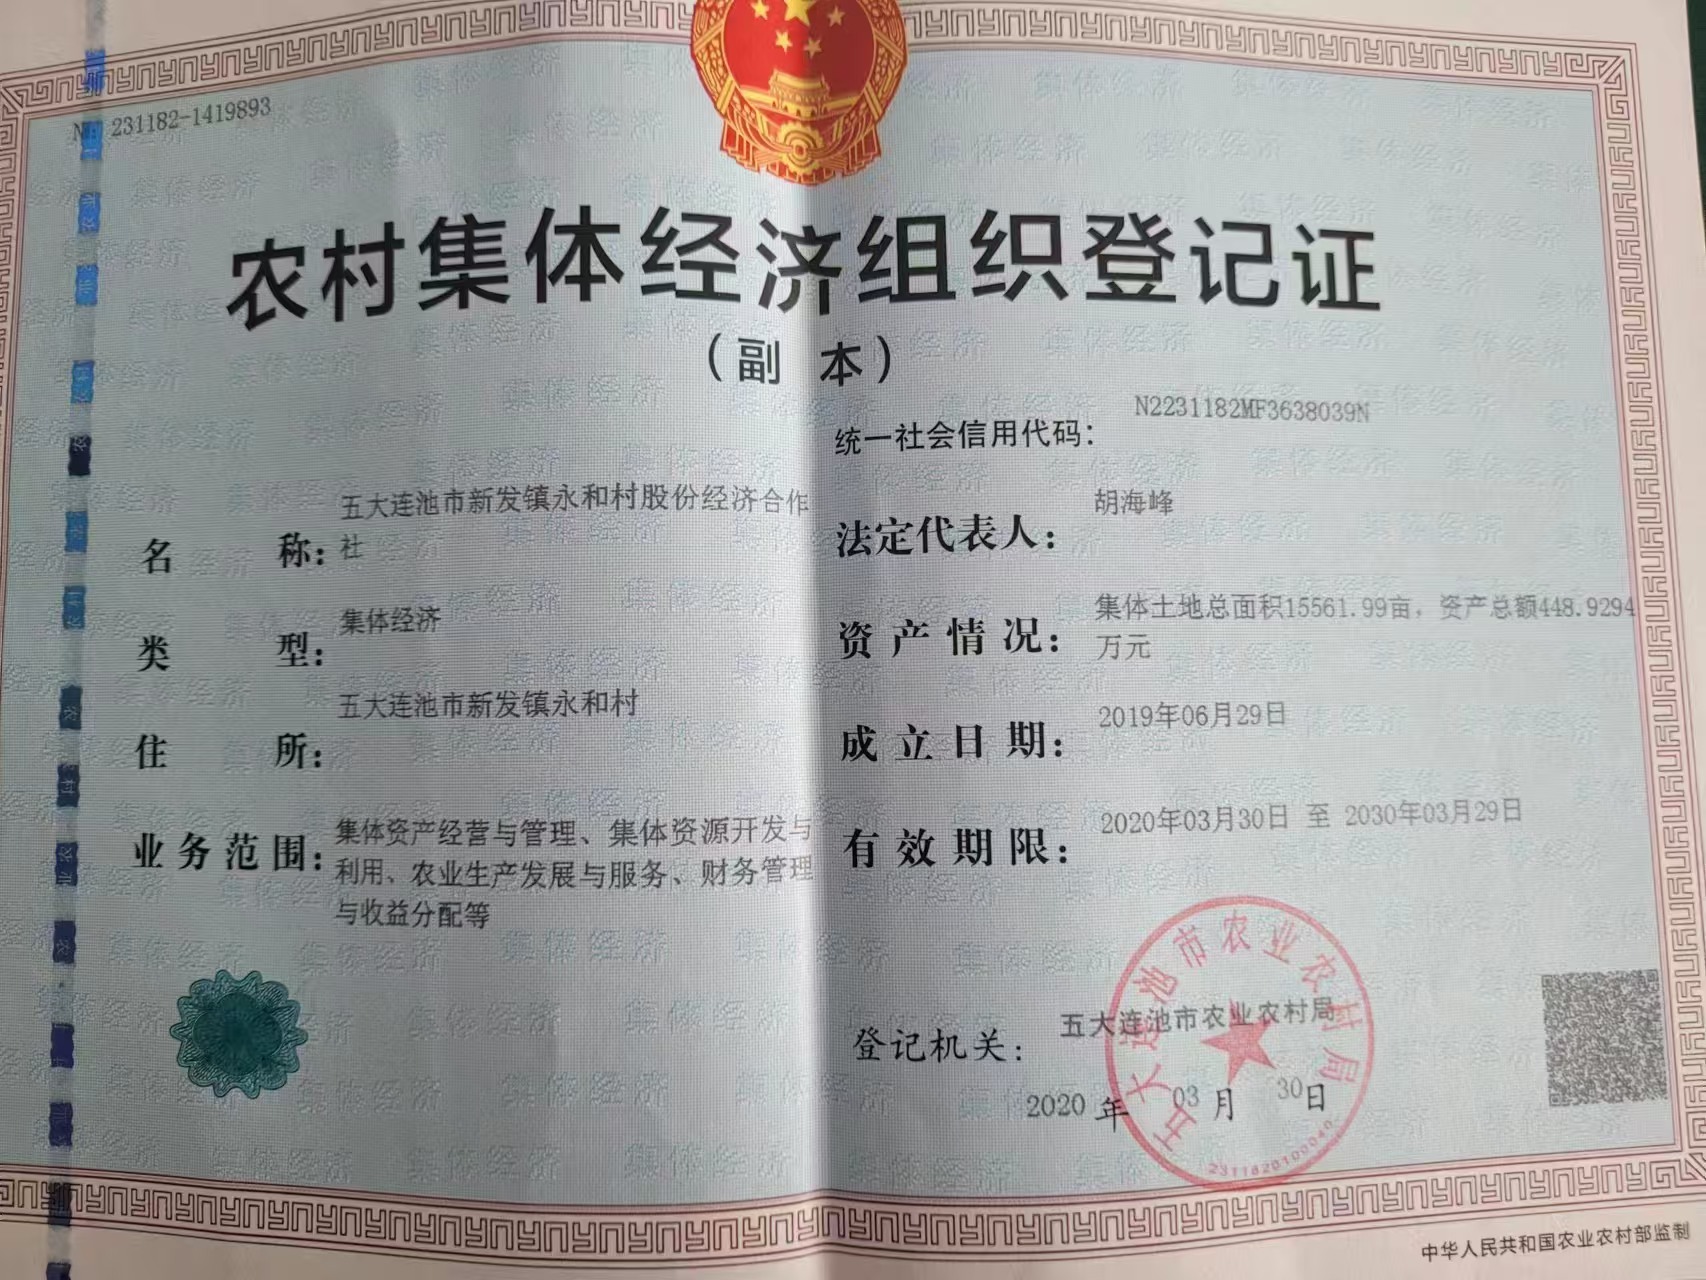 №：231182-1419893
农村集体经济组织登记证
（副 本）
统一社会信用代码：N2231182MF3638039N
名 称：五大连池市新发镇永和村股份经济合作
社
类 型：集体经济
住 所：五大连池市新发镇永和村
业务范围：集体资产经营与管理、集体资源开发与
利用、农业生产发展与服务、财务管理
与收益分配等
法定代表人：胡海峰
资产情况：集体土地总面积15561.99亩，资产总额448.9294
万元
成立日期：2019年06月29日
有效期限：2020年03月30日 至 2030年03月29日
登记机关：五大连池市农业农村局
2020 年 03 月 30日
五大连池市农业农村局
2311820100040
中华人民共和国农业农村部监制